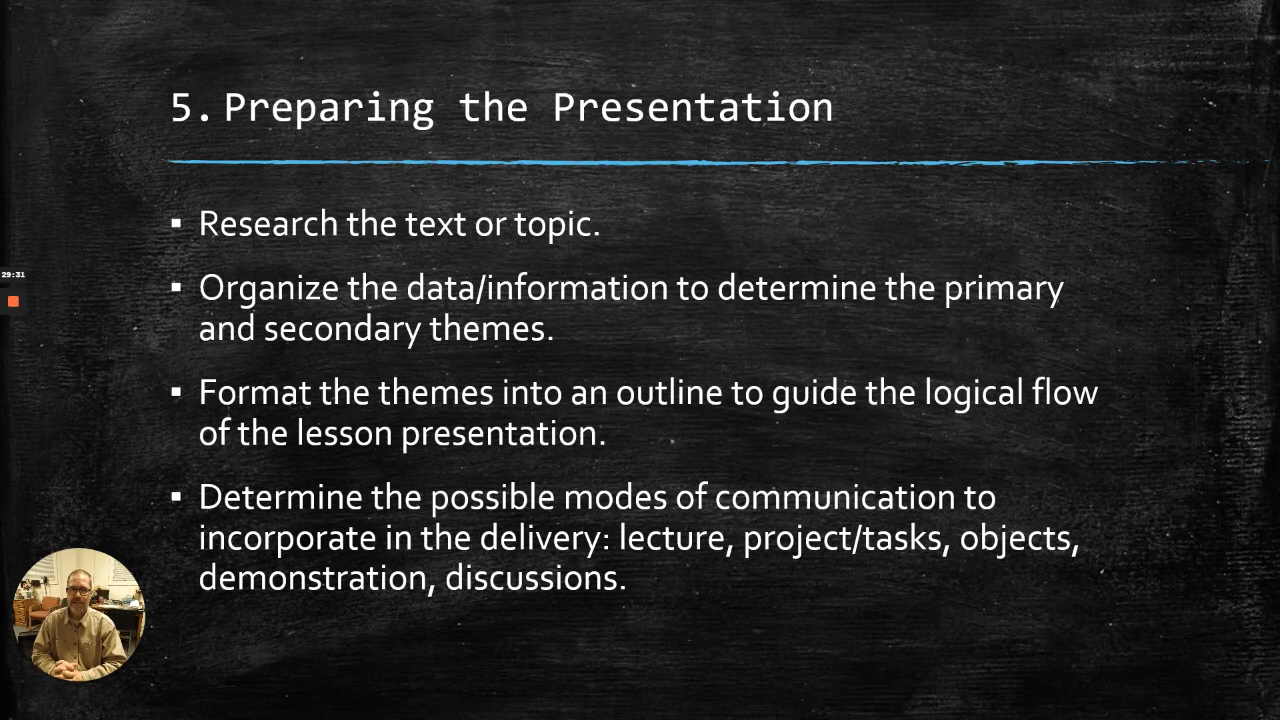 5. Preparing the Presentation
▪ Research the text or topic.
▪ Organize the data/information to determine the primary
and secondary themes.
▪ Format the themes into an outline to guide the logical flow
of the lesson presentation.
▪ Determine the possible modes of communication to
incorporate in the delivery: lecture, project/tasks, objects,
demonstration, discussions.
29:31